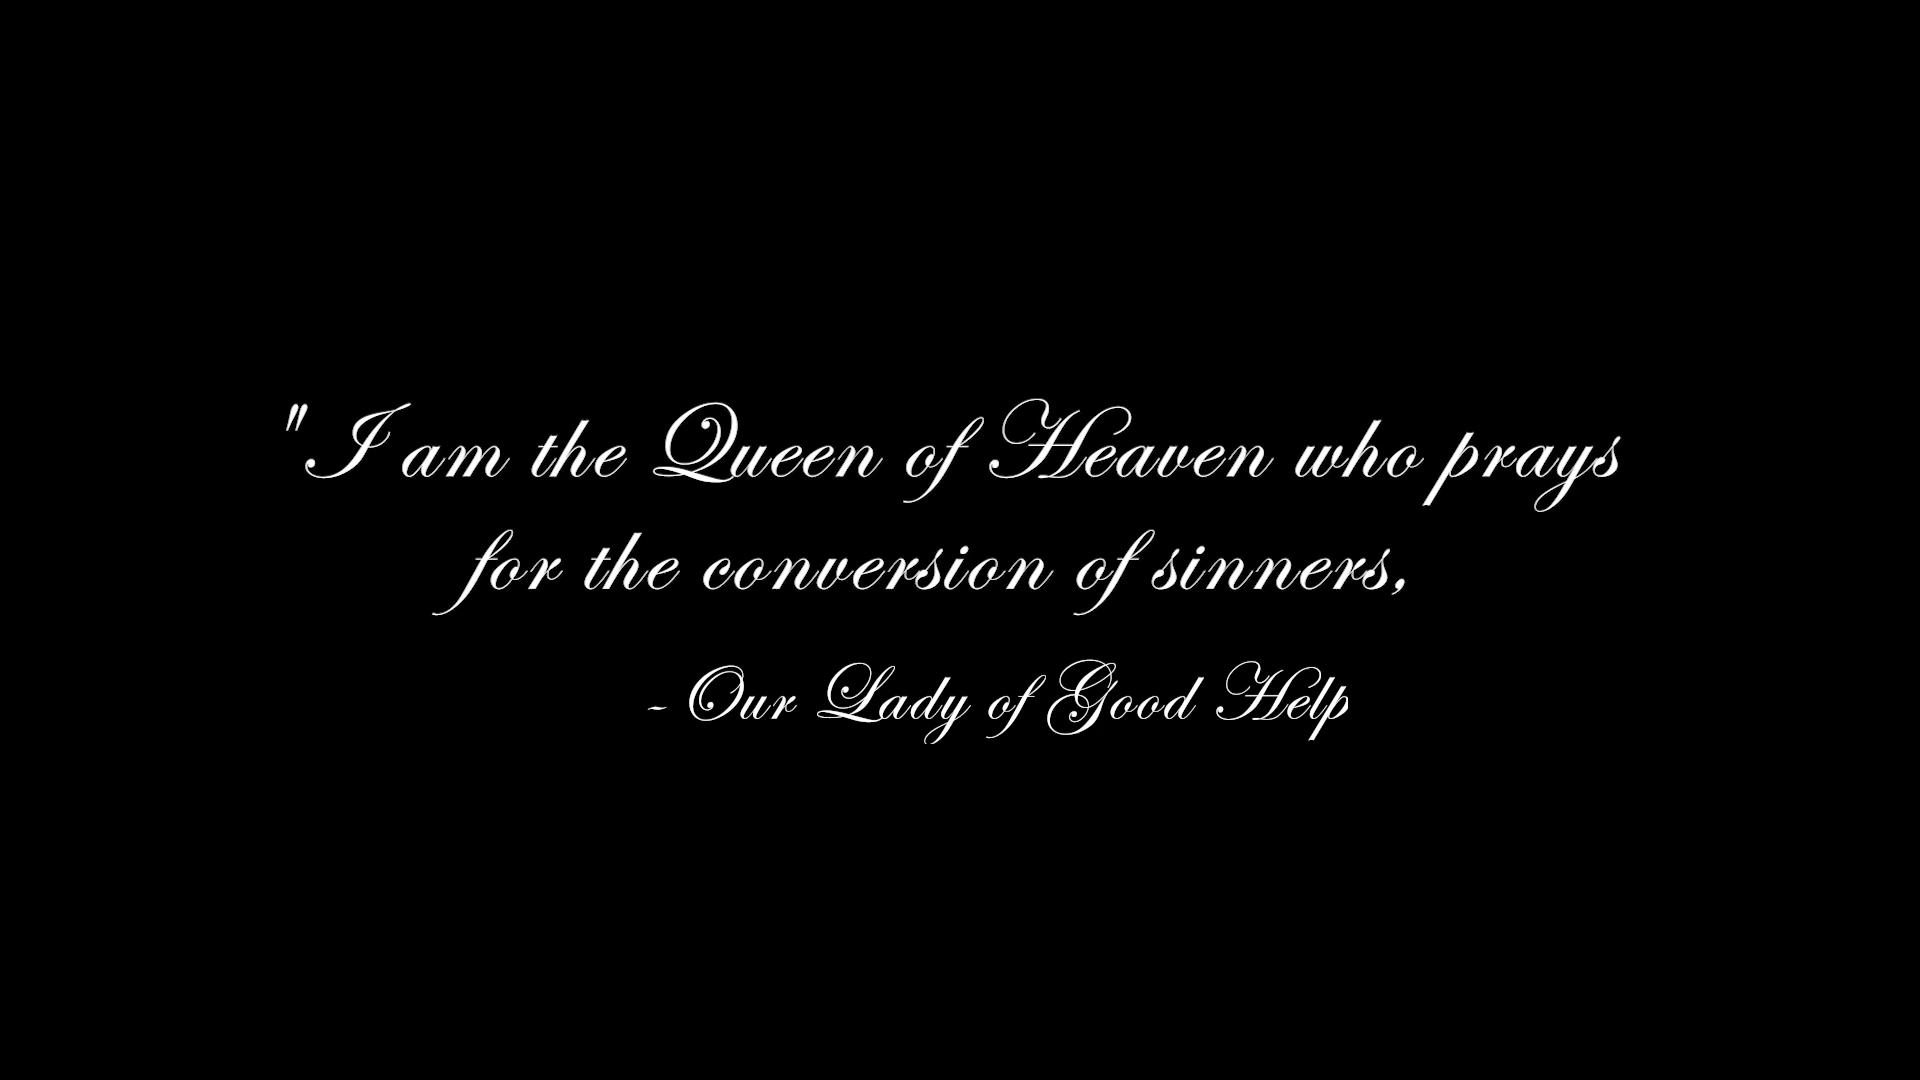 "I am the Queen of Heaven who prays
for the conversion of sinners,
- Our Lady of Good Help